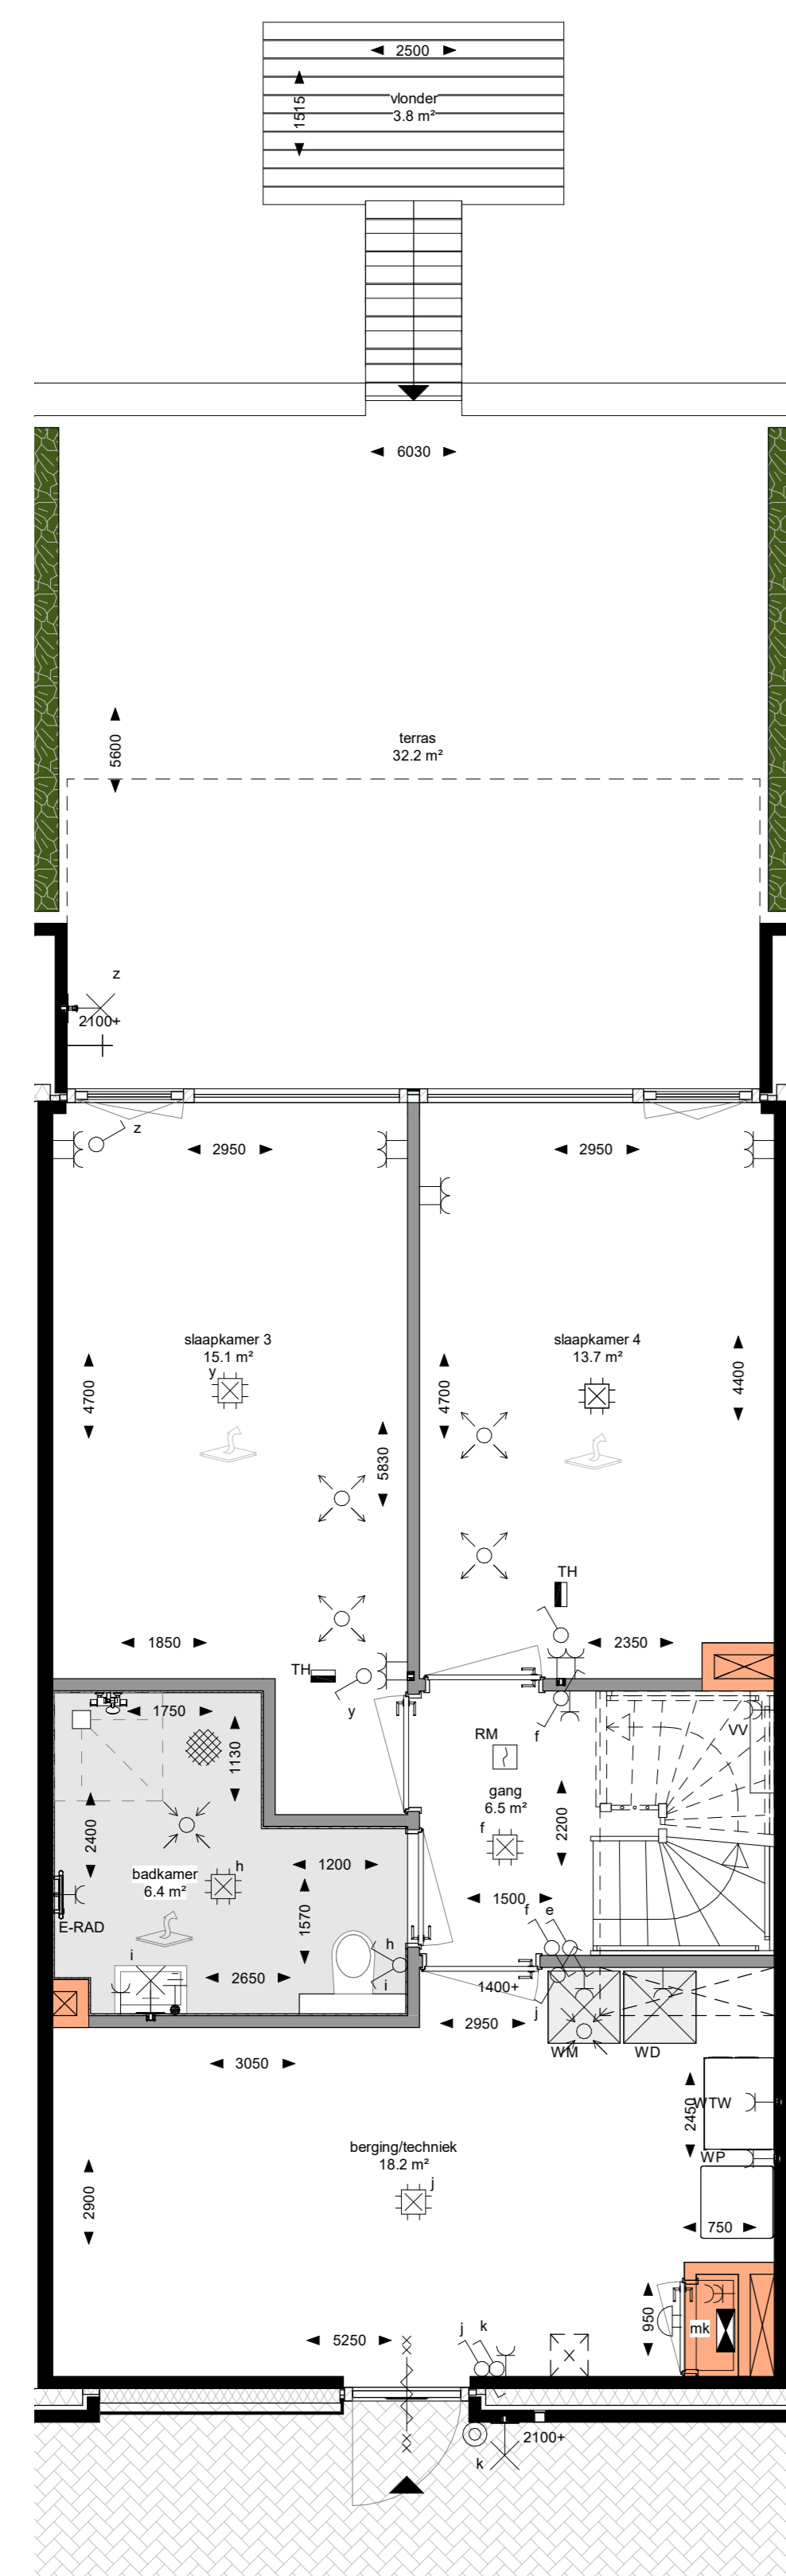 2500
1515
vlonder
3.8 m²
6030
5600
terras
32.2 m²
z
2100+
z
2950
2950
slaapkamer 3
15.1 m²
y
slaapkamer 4
13.7 m²
4700
4700
4400
5830
TH
1850
2350
TH
y
f
1750
RM
VV
1130
gang
6.5 m²
f
2200
2400
badkamer
6.4 m²
h
1200
1570
1500
f
e
E-RAD
i
h
i
2650
1400+
j
2950
WM
WD
3050
2450
WTW
WP
berging/techniek
18.2 m²
j
2900
750
950
mk
j
k
5250
2100+
k